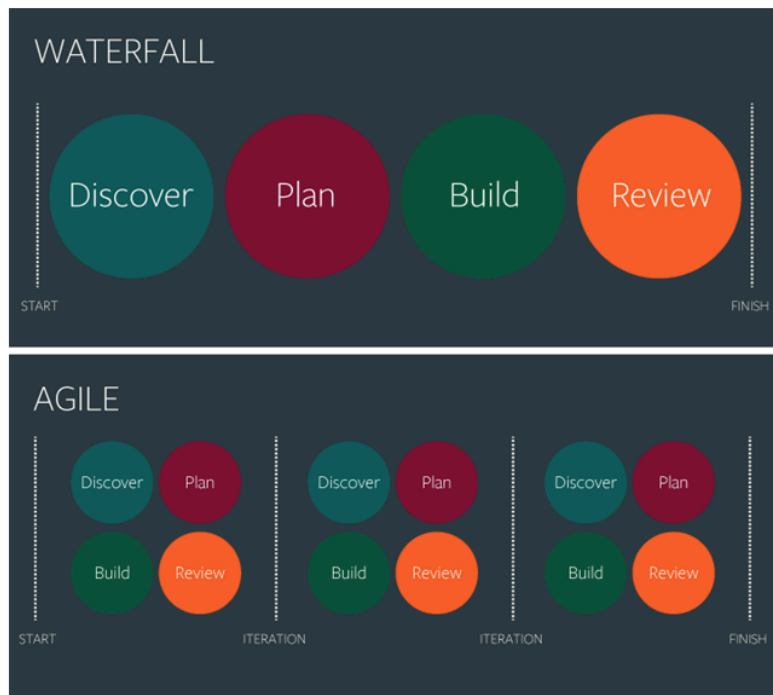 WATERFALL
Discover Plan Build Review
START FINISH
AGILE
Discover Plan Discover Plan Discover Plan
Build Review Build Review Build Review
START ITERATION ITERATION FINISH